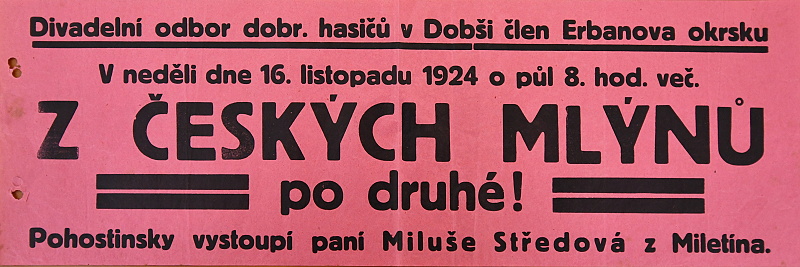 Divadelní odbor dobr. hasičů v Dobši člen Erbanova okrsku
V neděli dne 16. listopadu 1924 o půl 8. hod. več.
Z ČESKÝCH MLÝNŮ
po druhé!
Pohostinsky vystoupí paní Miluše Středová z Miletína.